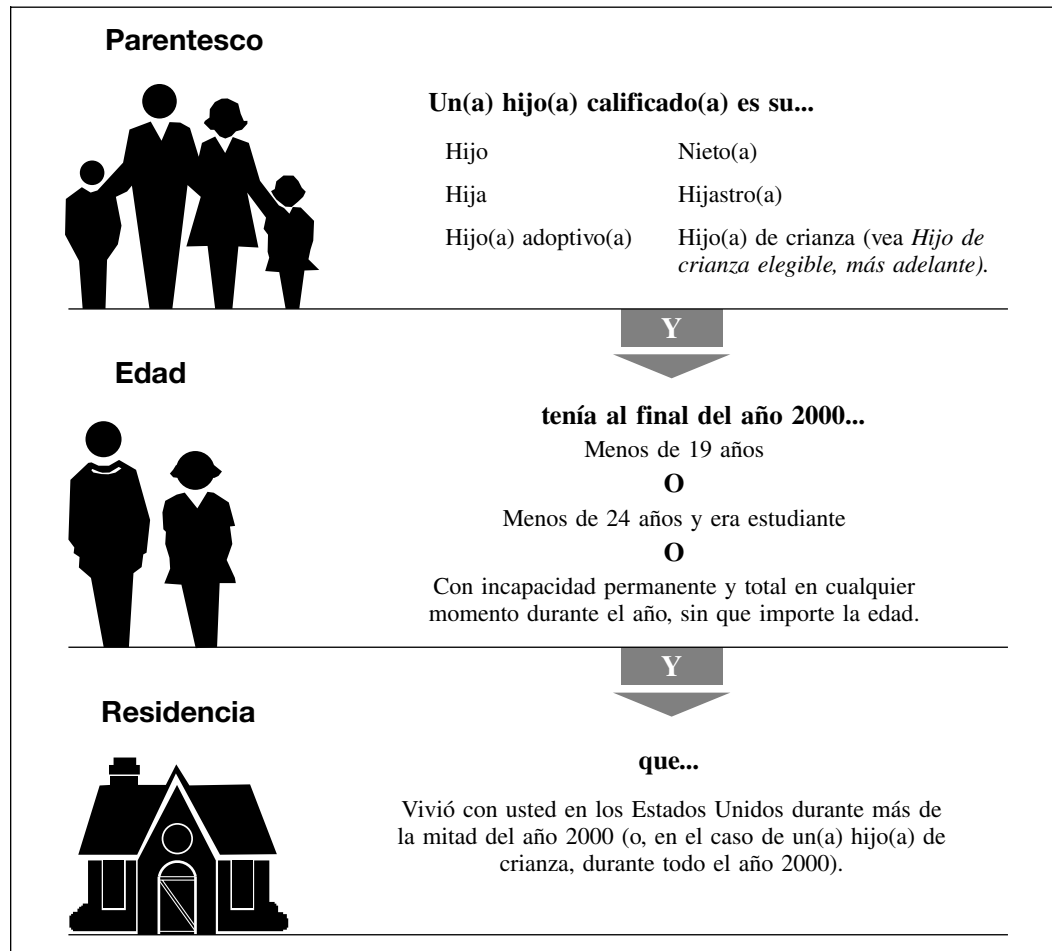 Parentesco
Un(a) hijo(a) calificado(a) es su...
Hijo
Nieto(a)
Hija
Hijastro(a)
Hijo(a) adoptivo(a)
Hijo(a) de crianza (vea Hijo de
crianza elegible, más adelante).
Y
Edad
tenía al final del año 2000...
Menos de 19 años
O
Menos de 24 años y era estudiante
O
Con incapacidad permanente y total en cualquier
momento durante el año, sin que importe la edad.
Y
Residencia
que...
Vivió con usted en los Estados Unidos durante más de
la mitad del año 2000 (o, en el caso de un(a) hijo(a) de
crianza, durante todo el año 2000).